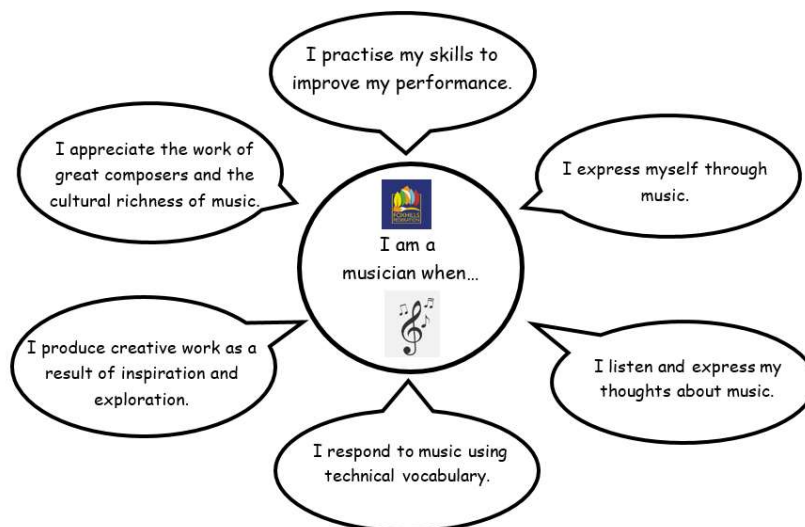 I practise my skills to
improve my performance.
I appreciate the work of
great composers and the
cultural richness of music.
I express myself through
music.
FOXHILLS
FEDERATION
I am a
musician when...
I produce creative work as a
result of inspiration and
exploration.
I listen and express my
thoughts about music.
I respond to music using
technical vocabulary.